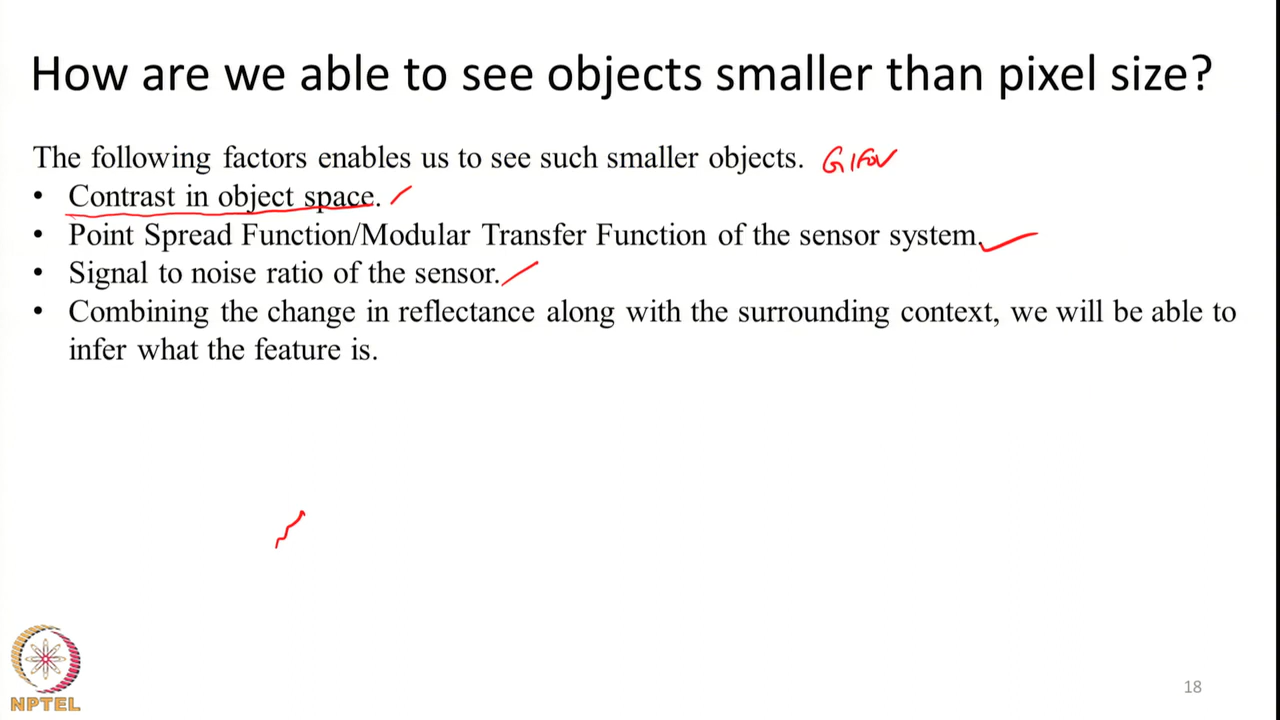 How are we able to see objects smaller than pixel size?
The following factors enables us to see such smaller objects. GIFOV
• Contrast in object space.
• Point Spread Function/Modular Transfer Function of the sensor system.
• Signal to noise ratio of the sensor.
• Combining the change in reflectance along with the surrounding context, we will be able to
infer what the feature is.
NPTEL
18